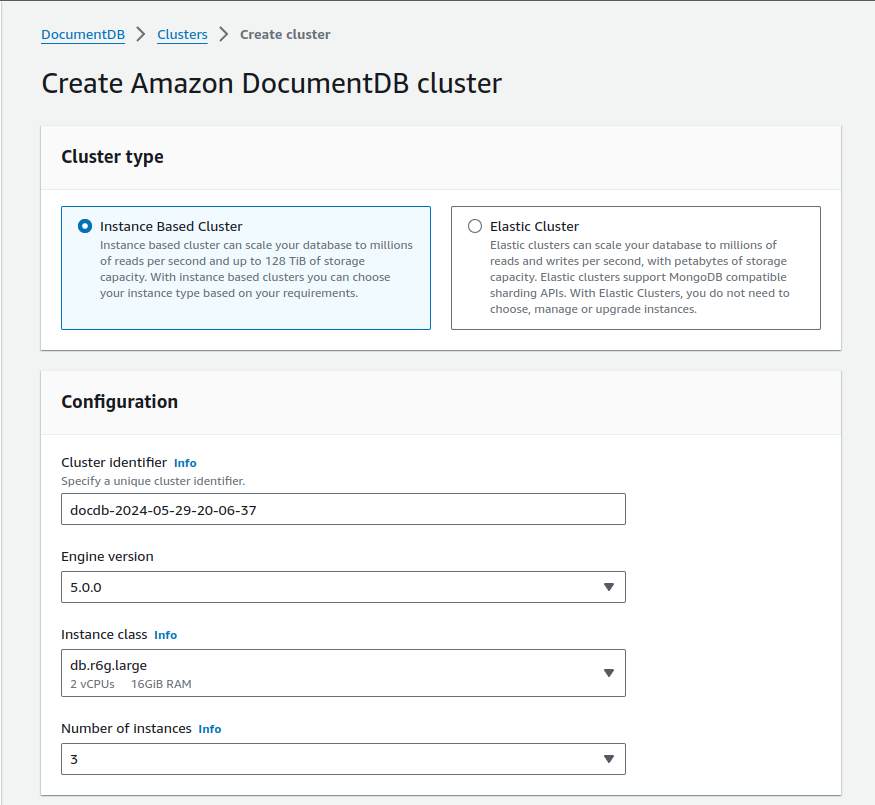 DocumentDB > Clusters > Create cluster
Create Amazon DocumentDB cluster
Cluster type
Instance Based Cluster
Instance based cluster can scale your database to millions
of reads per second and up to 128 TiB of storage
capacity. With instance based clusters you can choose
your instance type based on your requirements.
Elastic Cluster
Elastic clusters can scale your database to millions of
reads and writes per second, with petabytes of storage
capacity. Elastic clusters support MongoDB compatible
sharding APIs. With Elastic Clusters, you do not need to
choose, manage or upgrade instances.
Configuration
Cluster identifier Info
Specify a unique cluster identifier.
docdb-2024-05-29-20-06-37
Engine version
5.0.0
Instance class Info
db.r6g.large
2 vCPUs 16GiB RAM
Number of instances Info
3